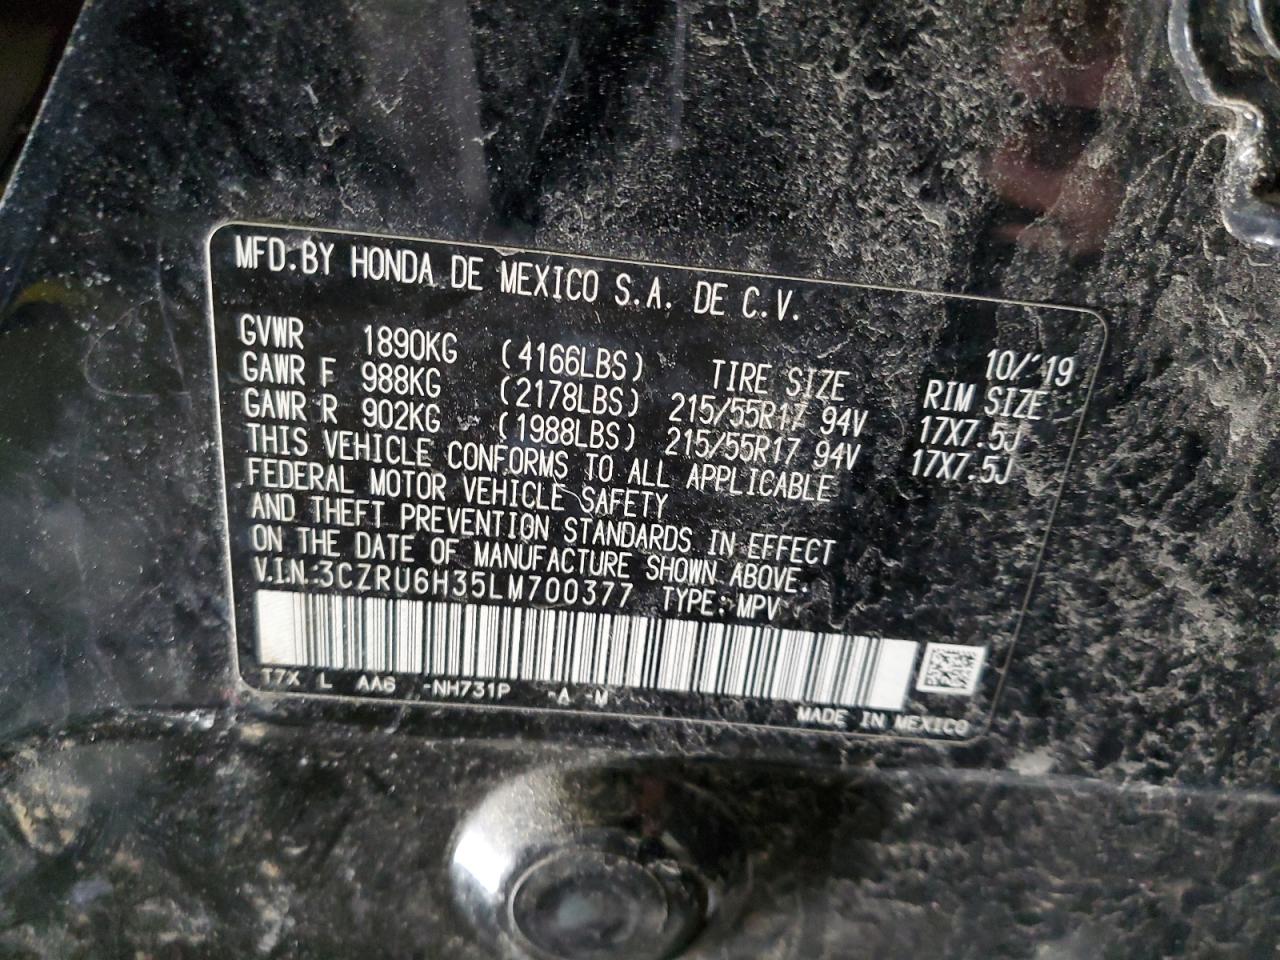 MFD.BY HONDA DE MEXICO S.A. DE C.V.
10/'19
GVWR 1890KG (4166LBS) TIRE SIZE RIM SIZE
GAWR F 988KG (2178LBS) 215/55R17 94V 17X7.5J
GAWR R 902KG (1988LBS) 215/55R17 94V 17X7.5J
THIS VEHICLE CONFORMS TO ALL APPLICABLE
FEDERAL MOTOR VEHICLE SAFETY
AND THEFT PREVENTION STANDARDS IN EFFECT
ON THE DATE OF MANUFACTURE SHOWN ABOVE.
V.I.N.:3CZRU6H35LM700377 TYPE: MPV
T7X L AA6 -NH731P -A -M
MADE IN MEXICO